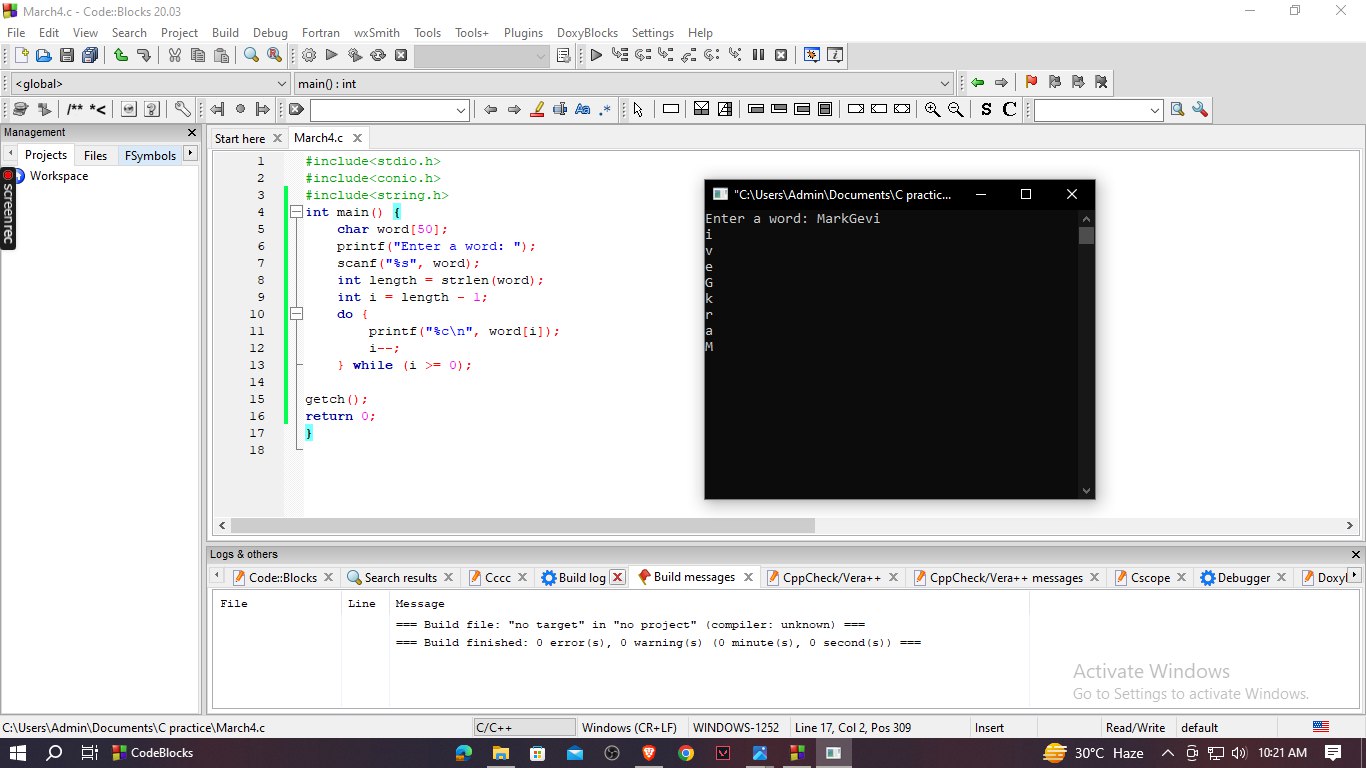 March4.c - Code::Blocks 20.03
File Edit View Search Project Build Debug Fortran wxSmith Tools Tools+ Plugins DoxyBlocks Settings Help
<global> main() : int
/** *< Aa .* S C
Management
Projects Files FSymbols
Workspace
screenrec
Start here March4.c
1 #include<stdio.h>
2 #include<conio.h>
3 #include<string.h>
4 int main() {
5 char word[50];
6 printf("Enter a word: ");
7 scanf("%s", word);
8 int length = strlen(word);
9 int i = length - 1;
10 do {
11 printf("%c\n", word[i]);
12 i--;
13 } while (i >= 0);
14
15 getch();
16 return 0;
17 }
18
"C:\Users\Admin\Documents\C practic...
Enter a word: MarkGevi
i
v
e
G
k
r
a
M
Logs & others
Code::Blocks Search results Cccc Build log Build messages CppCheck/Vera++ CppCheck/Vera++ messages Cscope Debugger Doxyl
File Line Message
=== Build file: "no target" in "no project" (compiler: unknown) ===
=== Build finished: 0 error(s), 0 warning(s) (0 minute(s), 0 second(s)) ===
Activate Windows
Go to Settings to activate Windows.
C:\Users\Admin\Documents\C practice\March4.c C/C++ Windows (CR+LF) WINDOWS-1252 Line 17, Col 2, Pos 309 Insert Read/Write default
CodeBlocks 30°C Haze 10:21 AM